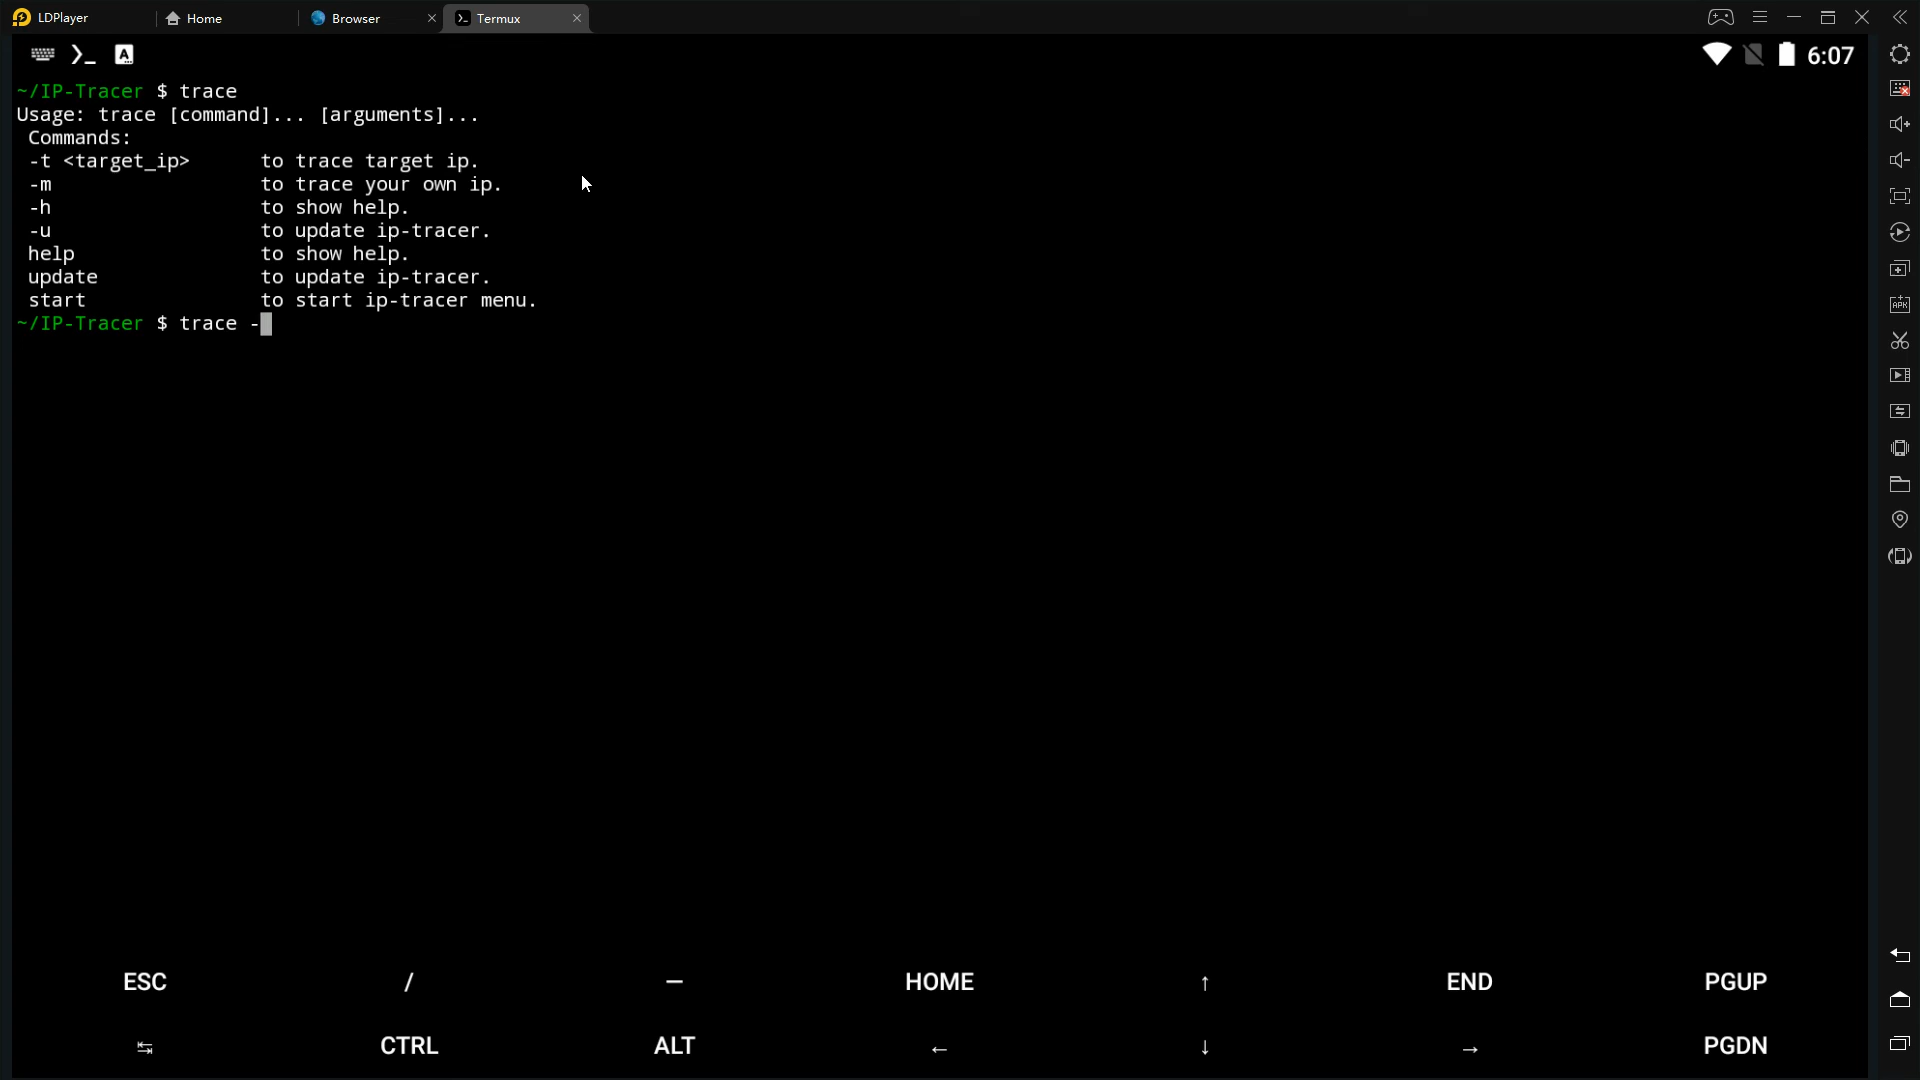 LDPlayer Home Browser Termux
6:07
~/IP-Tracer $ trace
Usage: trace [command]... [arguments]...
Commands:
-t <target_ip> to trace target ip.
-m to trace your own ip.
-h to show help.
-u to update ip-tracer.
help to show help.
update to update ip-tracer.
start to start ip-tracer menu.
~/IP-Tracer $ trace -
ESC / — HOME ↑ END PGUP
↹ CTRL ALT ← ↓ → PGDN